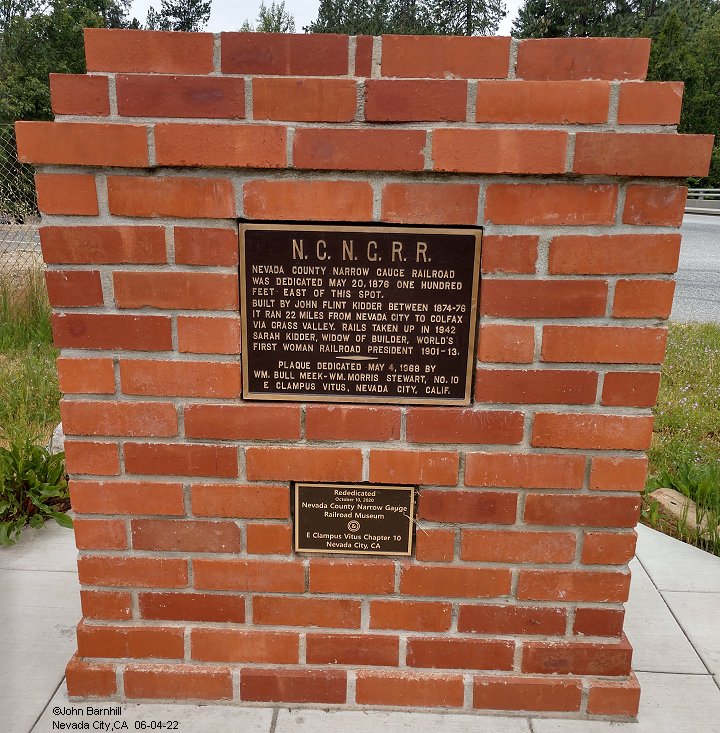 N. C. N. G. R. R.
NEVADA COUNTY NARROW GAUGE RAILROAD
WAS DEDICATED MAY 20, 1876 ONE HUNDRED
FEET EAST OF THIS SPOT.
BUILT BY JOHN FLINT KIDDER BETWEEN 1874-76
IT RAN 22 MILES FROM NEVADA CITY TO COLFAX
VIA GRASS VALLEY. RAILS TAKEN UP IN 1942
SARAH KIDDER, WIDOW OF BUILDER, WORLD'S
FIRST WOMAN RAILROAD PRESIDENT 1901-13.
PLAQUE DEDICATED MAY 4, 1968 BY
WM. BULL MEEK-WM. MORRIS STEWART, NO. 10
E CLAMPUS VITUS, NEVADA CITY, CALIF.
Rededicated
October 10, 2020
Nevada County Narrow Gauge
Railroad Museum
E Clampus Vitus Chapter 10
Nevada City, CA
©John Barnhill
Nevada City,CA 06-04-22